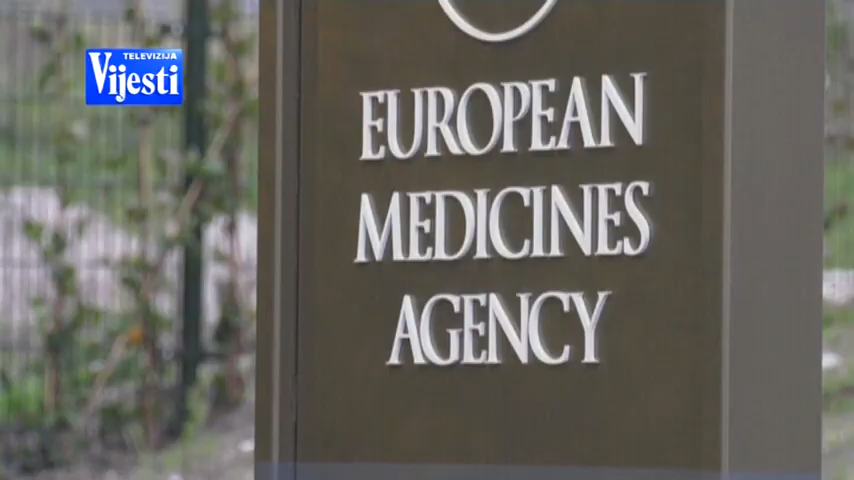 TELEVIZIJA
Vijesti
EUROPEAN
MEDICINES
AGENCY